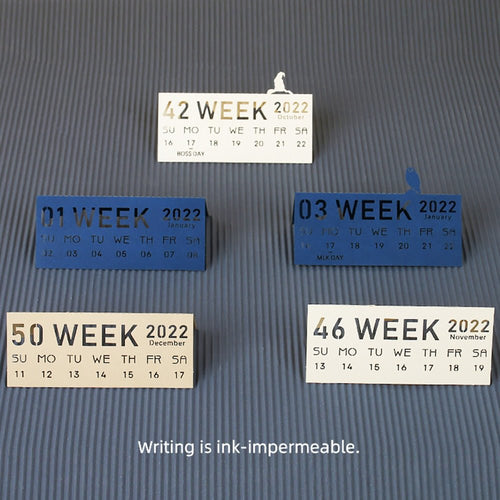 42 WEEK 2022
October
SU MO TU WE TH FR SA
16 17 18 19 20 21 22
BOSS DAY
01 WEEK 2022
January
SU MO TU WE TH FR SA
02 03 04 05 06 07 08
03 WEEK 2022
January
SU MO TU WE TH FR SA
17 18 19 20 21 22
MLK DAY
50 WEEK 2022
December
SU MO TU WE TH FR SA
11 12 13 14 15 16 17
46 WEEK 2022
November
SU MO TU WE TH FR SA
13 14 15 16 17 18 19
Writing is ink-impermeable.